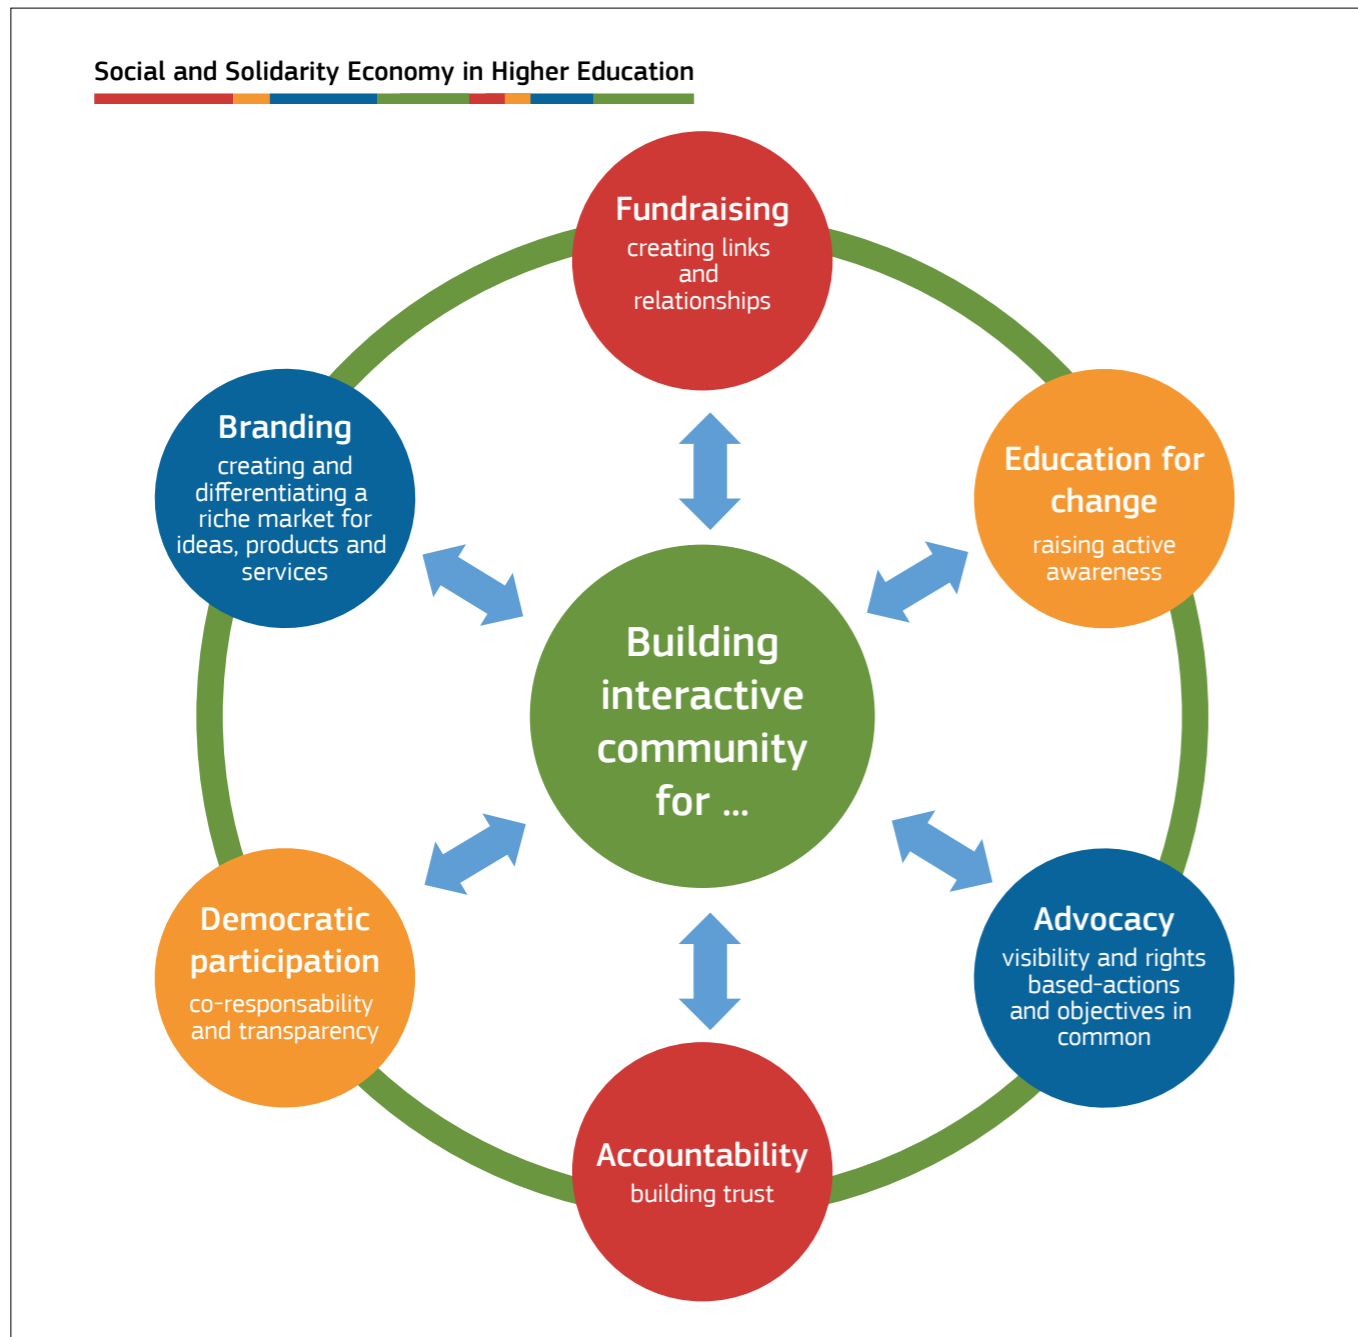 Social and Solidarity Economy in Higher Education
Fundraising
creating links
and
relationships
Branding
creating and
differentiating a
riche market for
ideas, products and
services
Education for
change
raising active
awareness
Building
interactive
community
for ...
Democratic
participation
co-responsability
and transparency
Advocacy
visibility and rights
based-actions
and objectives in
common
Accountability
building trust